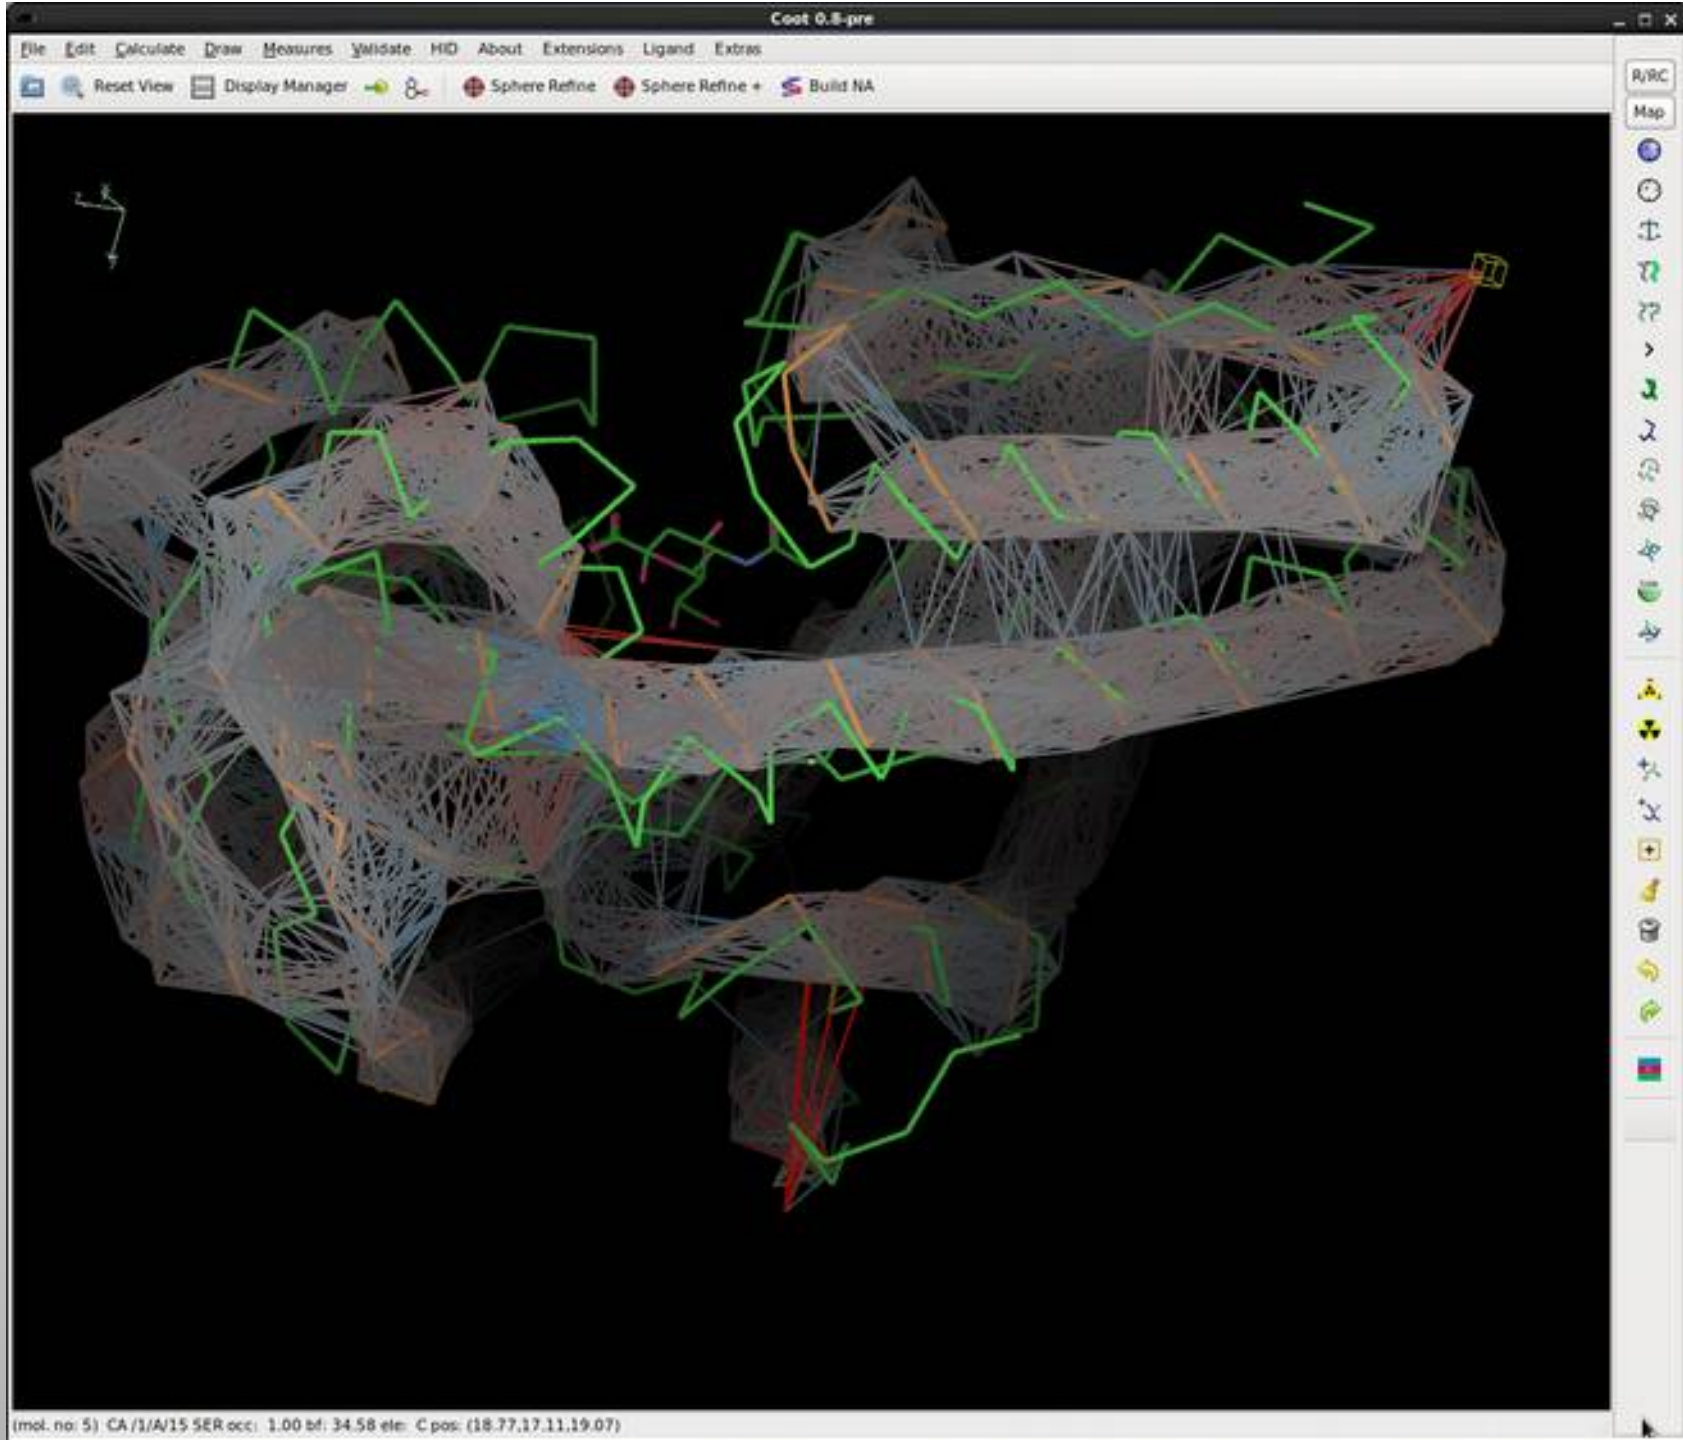 Coot 0.8-pre
File Edit Calculate Draw Measures Validate HID About Extensions Ligand Extras
Reset View Display Manager Sphere Refine Sphere Refine + Build NA
R/RC
Map
(mol. no: 5) CA /1/A/15 SER occ: 1.00 bf: 34.58 ele: C pos: (18.77,17.11,19.07)